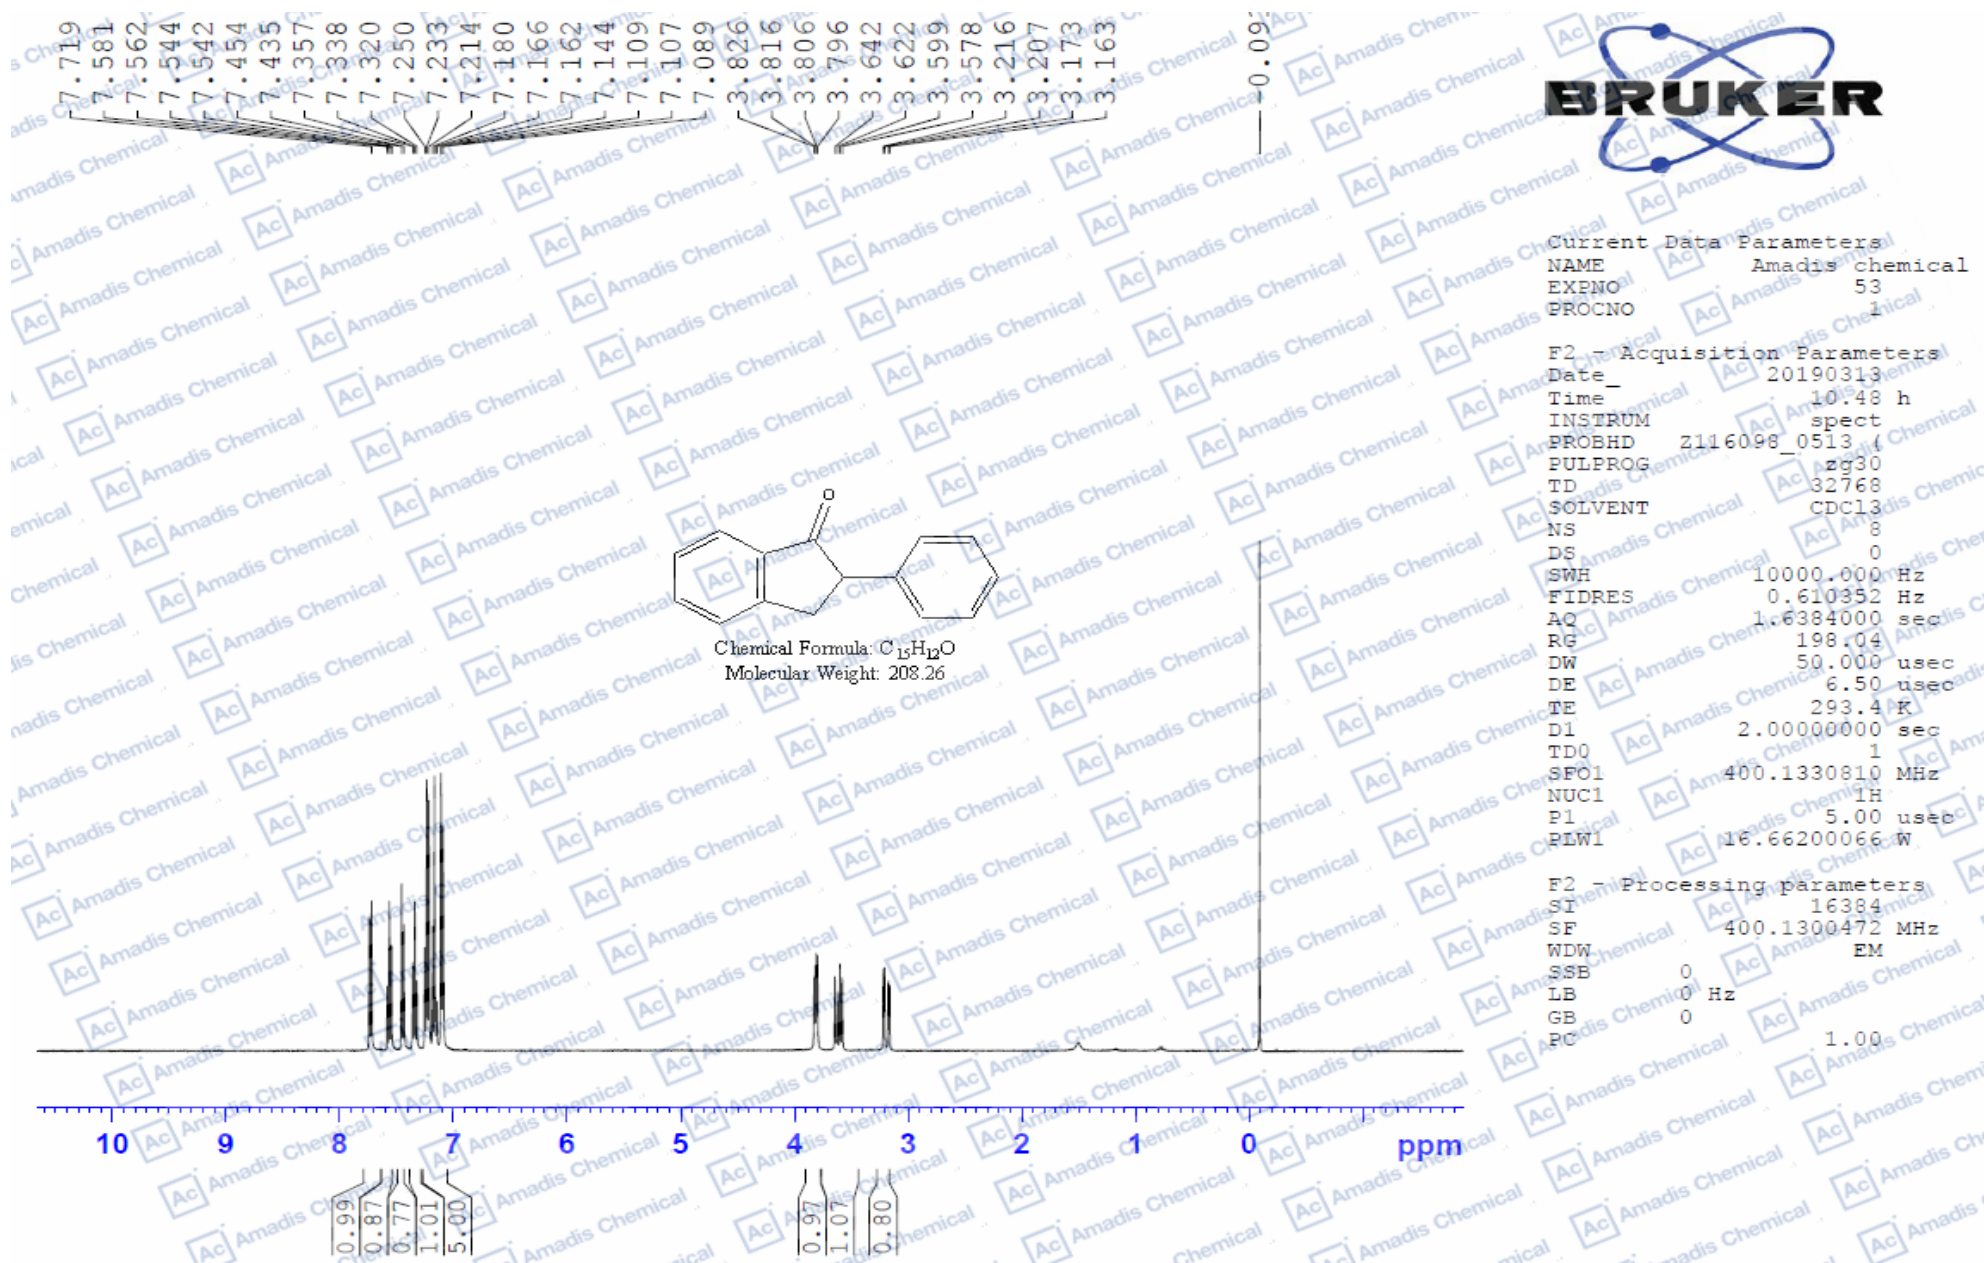 7.719
7.581
7.562
7.544
7.542
7.454
7.435
7.357
7.338
7.320
7.250
7.233
7.214
7.180
7.166
7.162
7.144
7.109
7.107
7.089
3.826
3.816
3.806
3.796
3.642
3.622
3.599
3.578
3.216
3.207
3.173
3.163
-0.09
BRUKER
Current Data Parameters
NAME Amadis chemical
EXPNO 53
PROCNO 1
F2 - Acquisition Parameters
Date_ 20190313
Time 10.48 h
INSTRUM spect
PROBHD Z116098_0513 (
PULPROG zg30
TD 32768
SOLVENT CDCl3
NS 8
DS 0
SWH 10000.000 Hz
FIDRES 0.610352 Hz
AQ 1.6384000 sec
RG 198.04
DW 50.000 usec
DE 6.50 usec
TE 293.4 K
D1 2.00000000 sec
TD0 1
SFO1 400.1330810 MHz
NUC1 1H
P1 5.00 usec
PLW1 16.66200066 W
F2 - Processing parameters
SI 16384
SF 400.1300472 MHz
WDW EM
SSB 0
LB 0 Hz
GB 0
PC 1.00
O
Chemical Formula: C15H12O
Molecular Weight: 208.26
10 9 8 7 6 5 4 3 2 1 0 ppm
0.99
0.87
0.77
1.01
5.00
0.97
1.07
0.80
Ac Amadis Chemical